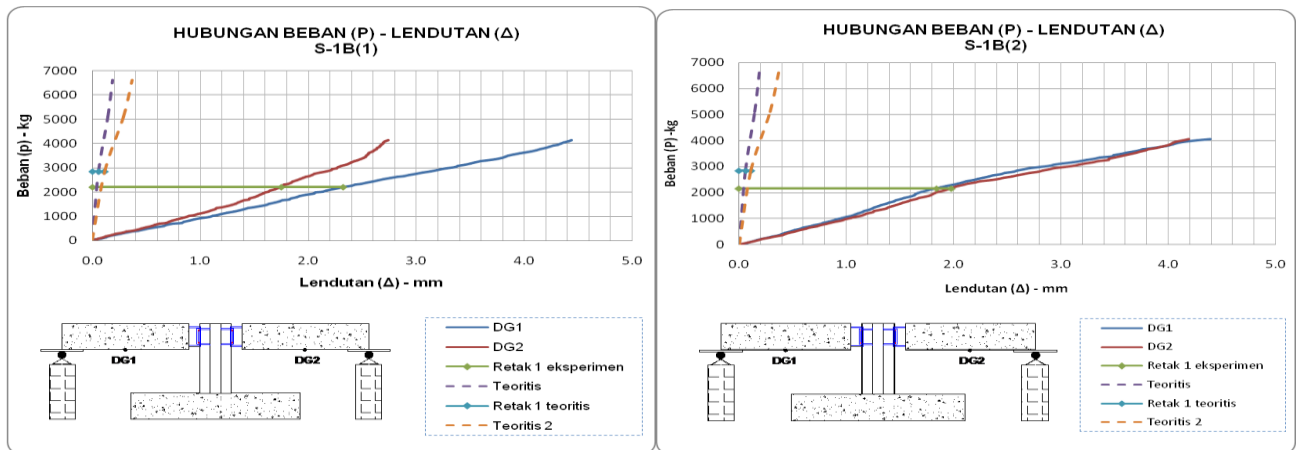 HUBUNGAN BEBAN (P) - LENDUTAN (Δ)
S-1B(1)
Beban (p) - kg
7000
6000
5000
4000
3000
2000
1000
0
0.0 1.0 2.0 3.0 4.0 5.0
Lendutan (Δ) - mm
DG1
DG2
DG1
DG2
Retak 1 eksperimen
Teoritis
Retak 1 teoritis
Teoritis 2
HUBUNGAN BEBAN (P) - LENDUTAN (Δ)
S-1B(2)
Beban (P) -kg
7000
6000
5000
4000
3000
2000
1000
0
0.0 1.0 2.0 3.0 4.0 5.0
Lendutan (Δ) - mm
DG1
DG2
DG1
DG2
Retak 1 eksperimen
Teoritis
Retak 1 teoritis
Teoritis 2